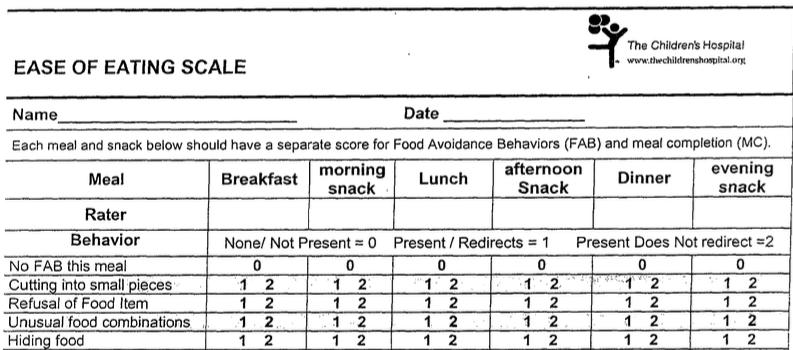 The Children's Hospital
www.thechildrenshospital.org
EASE OF EATING SCALE
Name_______________ Date _______________
Each meal and snack below should have a separate score for Food Avoidance Behaviors (FAB) and meal completion (MC).
Meal Breakfast morning snack Lunch afternoon Snack Dinner evening snack
Rater
Behavior None/ Not Present = 0 Present / Redirects = 1 Present Does Not redirect =2
No FAB this meal 0 0 0 0 0 0
Cutting into small pieces 1 2 1 2 1 2 1 2 1 2 1 2
Refusal of Food Item 1 2 1 2 1 2 1 2 1 2 1 2
Unusual food combinations 1 2 1 2 1 2 1 2 1 2 1 2
Hiding food 1 2 1 2 1 2 1 2 1 2 1 2